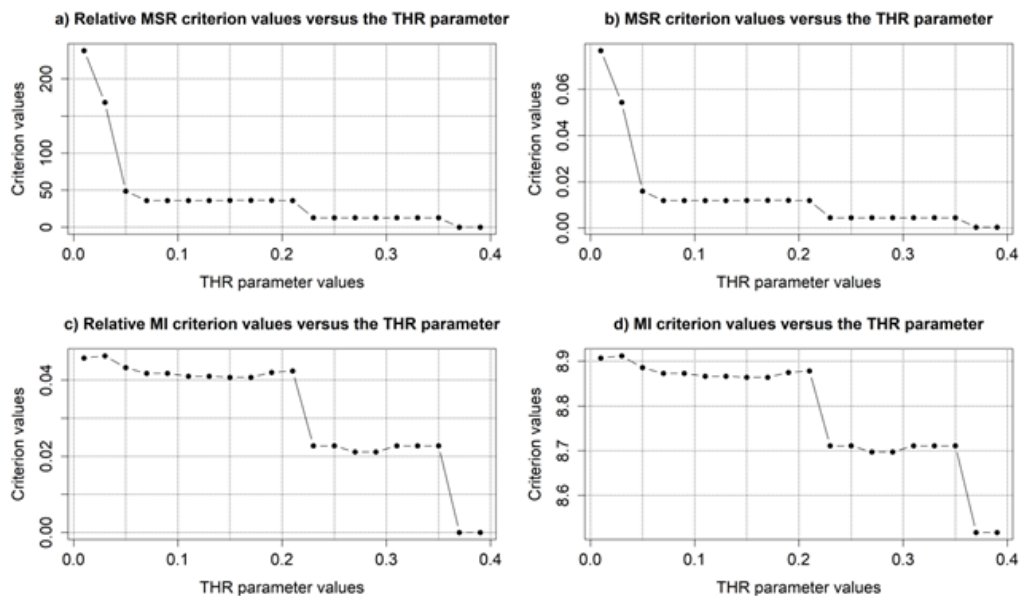 a) Relative MSR criterion values versus the THR parameter
Criterion values
200
100
50
0
0.0 0.1 0.2 0.3 0.4
THR parameter values
b) MSR criterion values versus the THR parameter
Criterion values
0.06
0.04
0.02
0.00
0.0 0.1 0.2 0.3 0.4
THR parameter values
c) Relative MI criterion values versus the THR parameter
Criterion values
0.04
0.02
0.00
0.0 0.1 0.2 0.3 0.4
THR parameter values
d) MI criterion values versus the THR parameter
Criterion values
8.9
8.8
8.7
8.6
0.0 0.1 0.2 0.3 0.4
THR parameter values